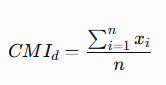 CMI_d = \frac{\sum_{i=1}^{n} x_i}{n}